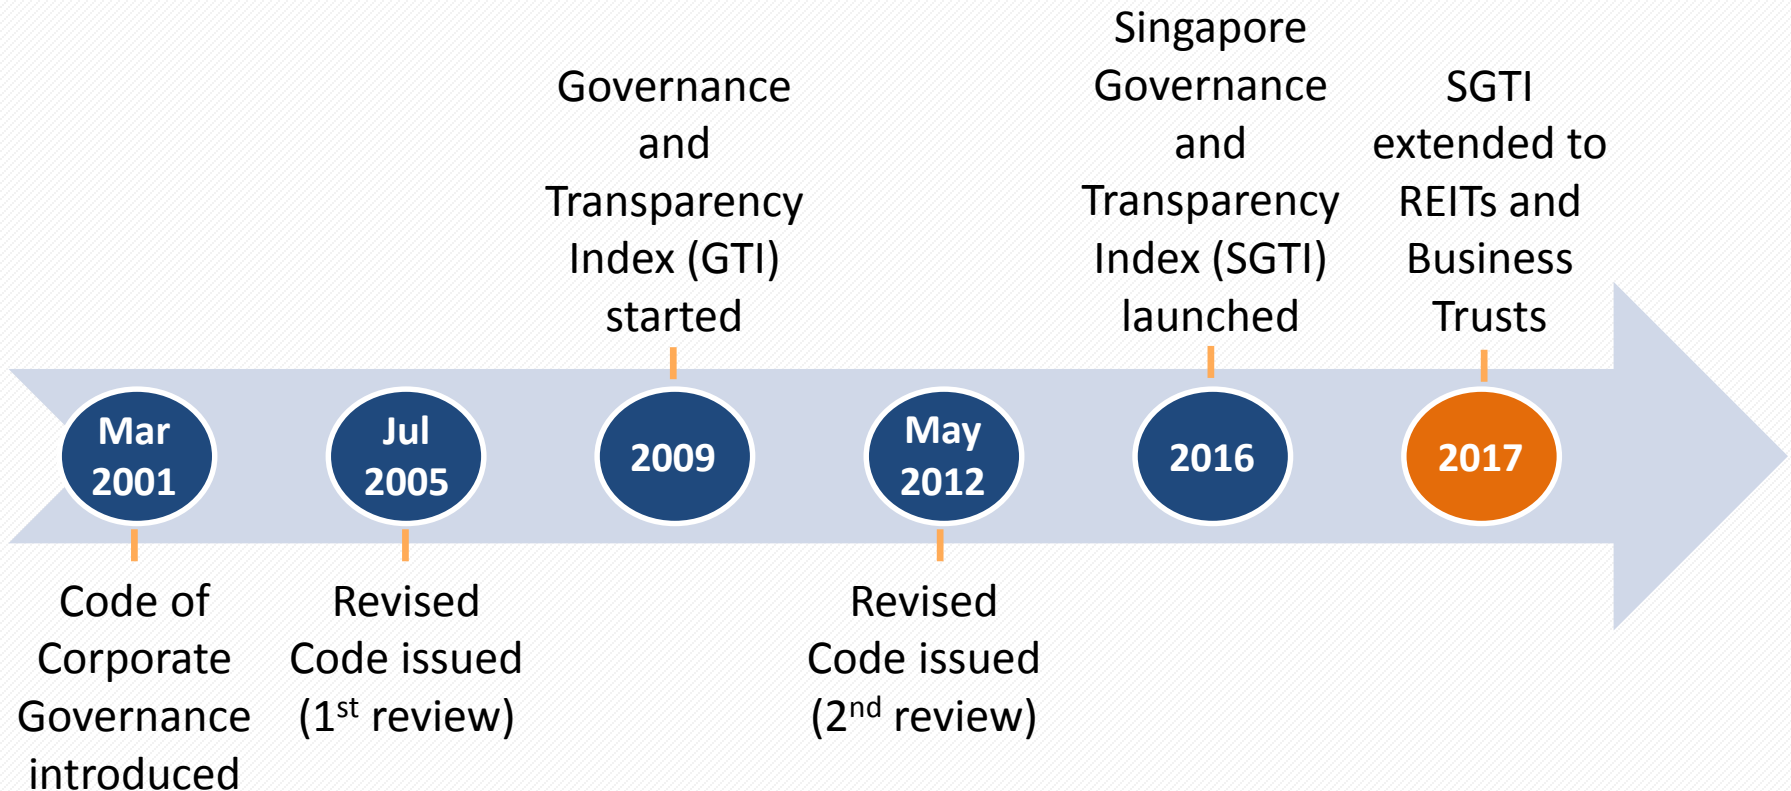 Governance
and
Transparency
Index (GTI)
started
Singapore
Governance
and
Transparency
Index (SGTI)
launched
SGTI
extended to
REITs and
Business
Trusts
Mar
2001
Jul
2005
2009
May
2012
2016
2017
Code of
Corporate
Governance
introduced
Revised
Code issued
(1st review)
Revised
Code issued
(2nd review)